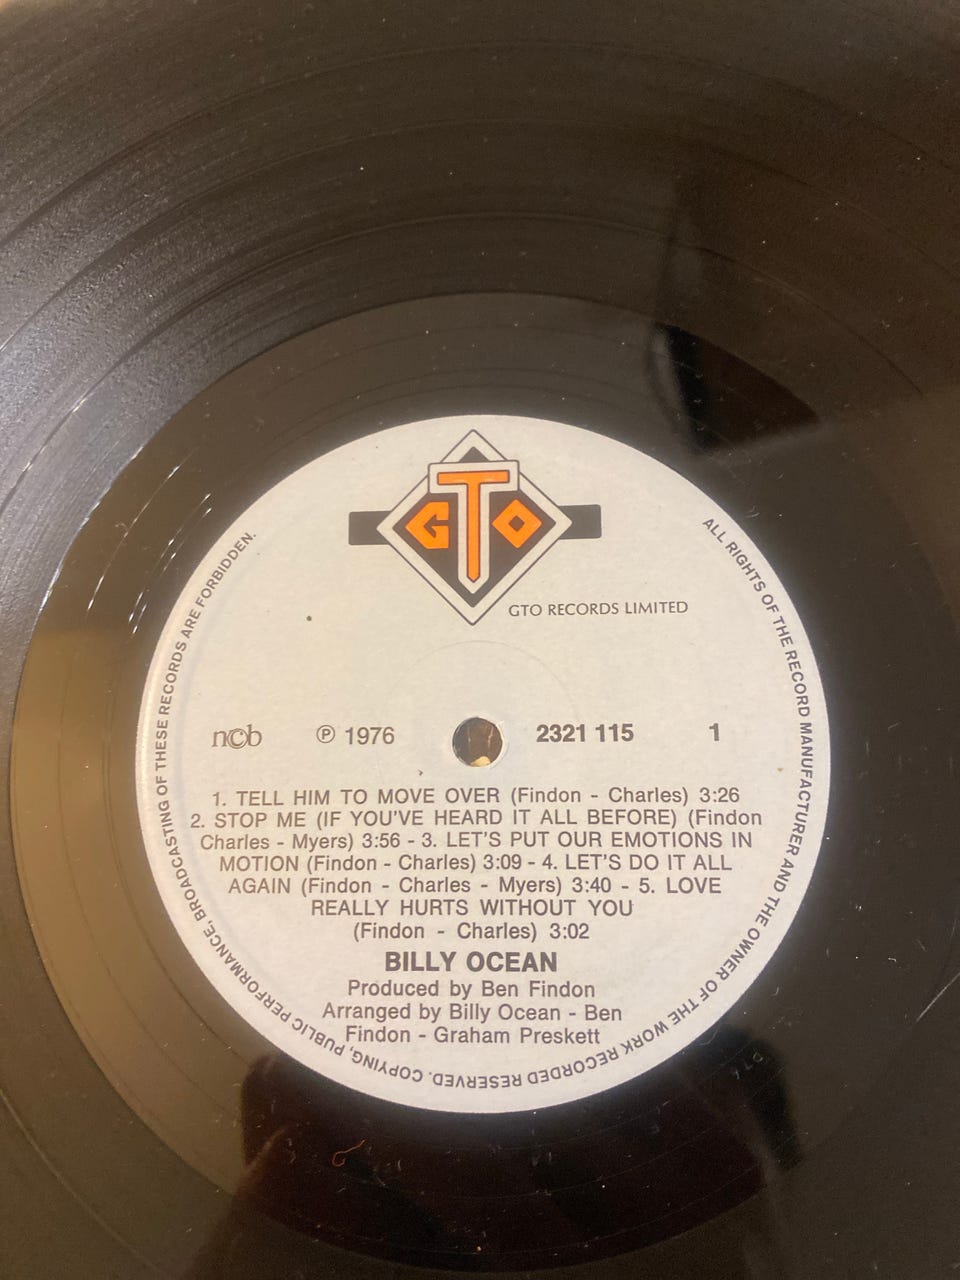 GTO
GTO RECORDS LIMITED
ncb ℗ 1976 2321 115 1
1. TELL HIM TO MOVE OVER (Findon - Charles) 3:26
2. STOP ME (IF YOU'VE HEARD IT ALL BEFORE) (Findon
Charles - Myers) 3:56 - 3. LET'S PUT OUR EMOTIONS IN
MOTION (Findon - Charles) 3:09 - 4. LET'S DO IT ALL
AGAIN (Findon - Charles - Myers) 3:40 - 5. LOVE
REALLY HURTS WITHOUT YOU
(Findon - Charles) 3:02
BILLY OCEAN
Produced by Ben Findon
Arranged by Billy Ocean - Ben
Findon - Graham Preskett
ALL RIGHTS OF THE RECORD MANUFACTURER AND THE OWNER OF THE WORK RECORDED RESERVED. COPYING, PUBLIC PERFORMANCE, BROADCASTING OF THESE RECORDS ARE FORBIDDEN.